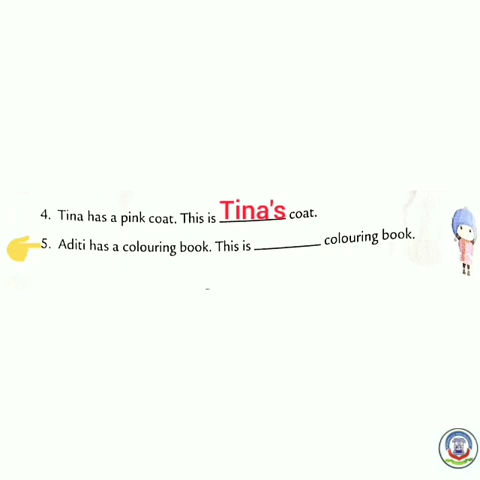 4. Tina has a pink coat. This is Tina's coat.
5. Aditi has a colouring book. This is ________ colouring book.